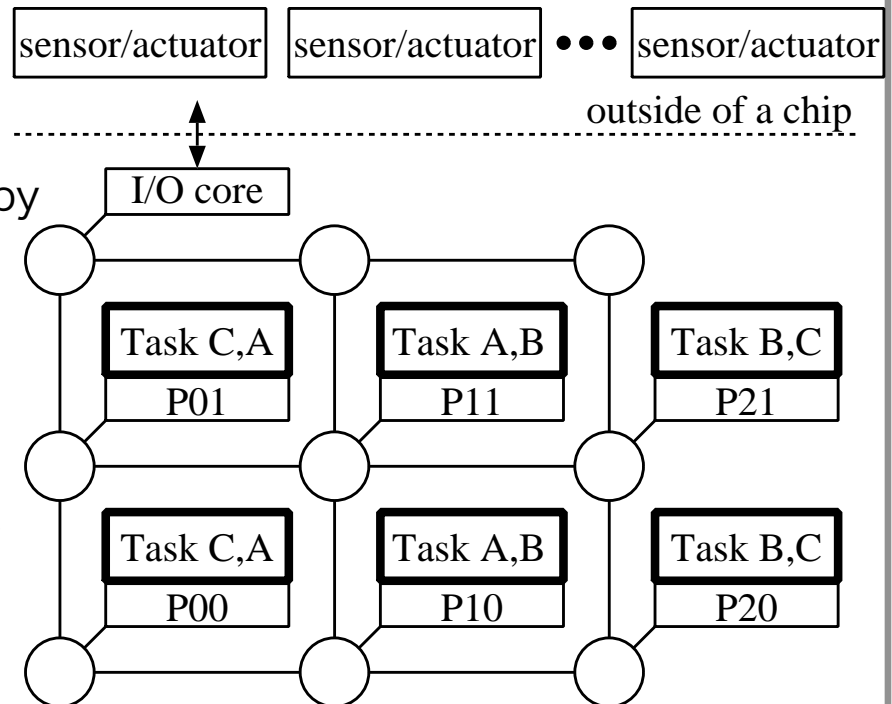 sensor/actuator sensor/actuator ••• sensor/actuator
outside of a chip
by
I/O core
Task C,A Task A,B Task B,C
P01 P11 P21
Task C,A Task A,B Task B,C
P00 P10 P20